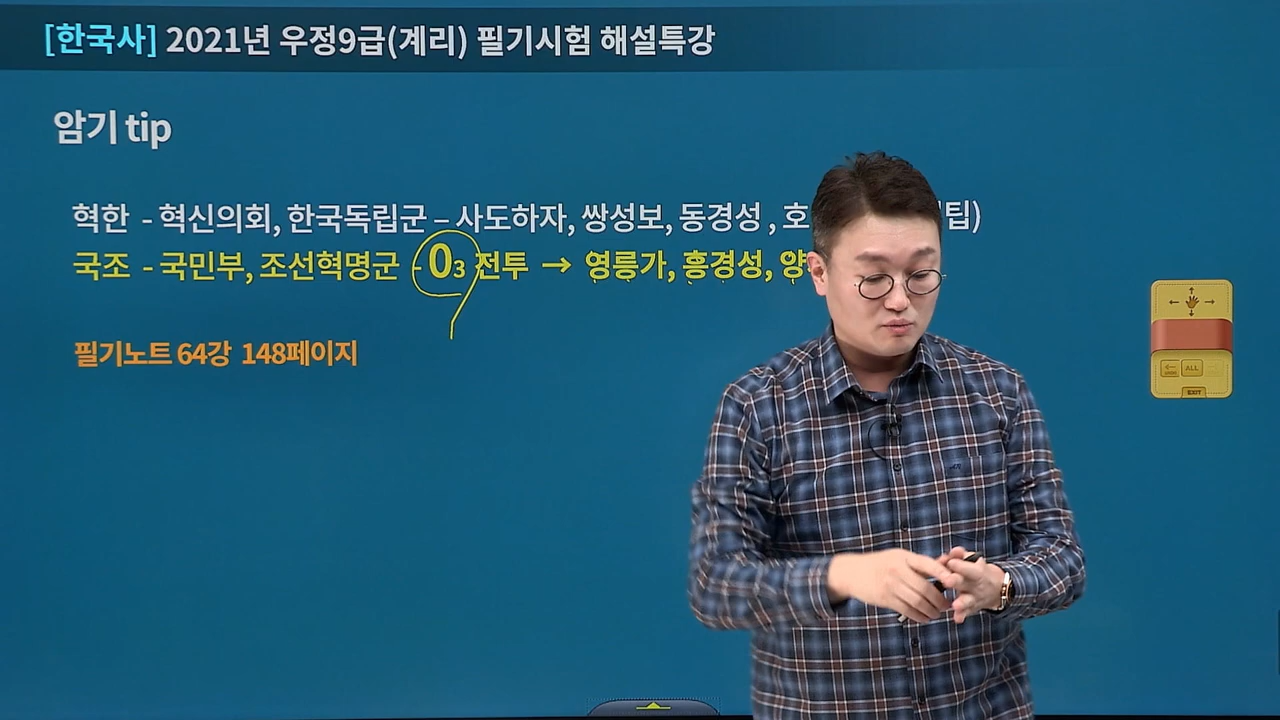 [한국사] 2021년 우정9급(계리) 필기시험 해설특강
암기 tip
혁한 - 혁신의회, 한국독립군 – 사도하자, 쌍성보, 동경성 , 호 팁)
국조 - 국민부, 조선혁명군 - 03 전투 → 영릉가, 흥경성, 양
필기노트 64강 148페이지
ALL
EXIT